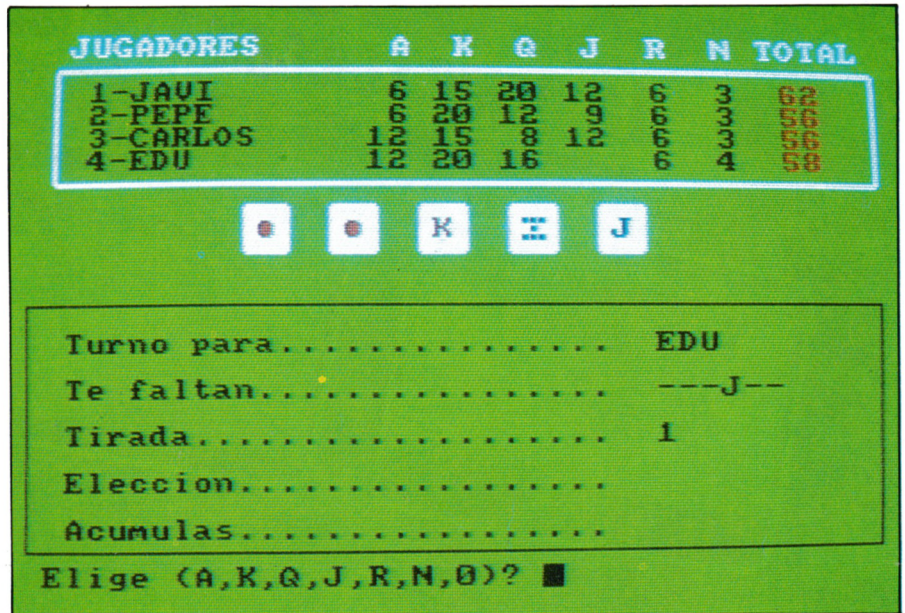 JUGADORES A K Q J R N TOTAL
1-JAVI 6 15 20 12 6 3 62
2-PEPE 6 20 12 9 6 3 56
3-CARLOS 12 15 8 12 6 3 56
4-EDU 12 20 16 6 4 58
K J
Turno para................ EDU
Te faltan................. ---J--
Tirada.................... 1
Eleccion..................
Acumulas..................
Elige (A,K,Q,J,R,N,0)?